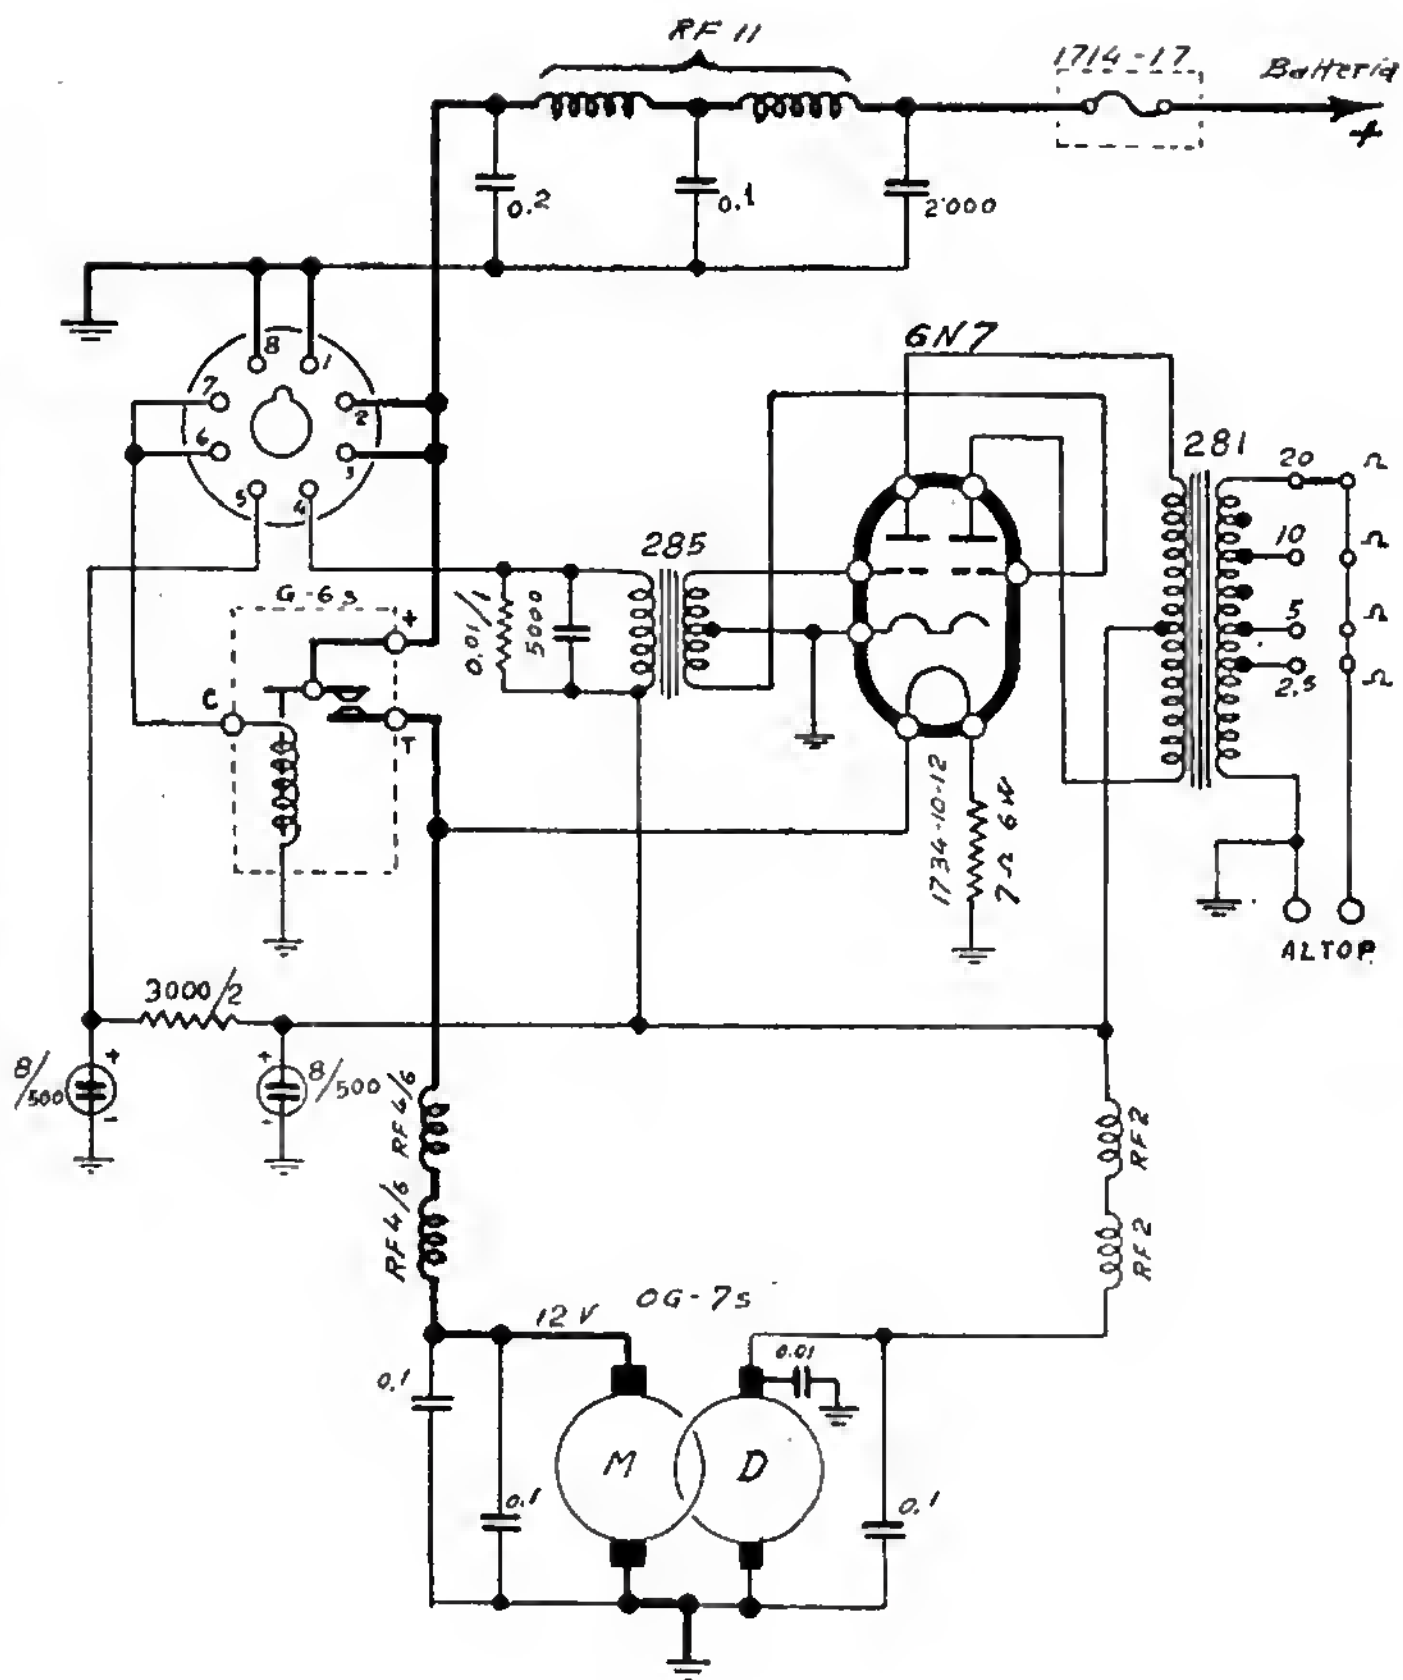 RF 11
1714-17
Batteria
+
0.2
0.1
2000
8
1
7
2
6
3
5
4
6N7
281
20
Ω
10
Ω
5
Ω
2,5
Ω
285
0.01/1
5000
G-6s
+
C
T
1734-10-12
7Ω 6W
ALTOP.
3000/2
8/500
+
-
+
-
8/500
RF 4/6
RF 4/6
RF 2
RF 2
OG-7s
12 V
0.01
0.1
0.1
M
D
0.1